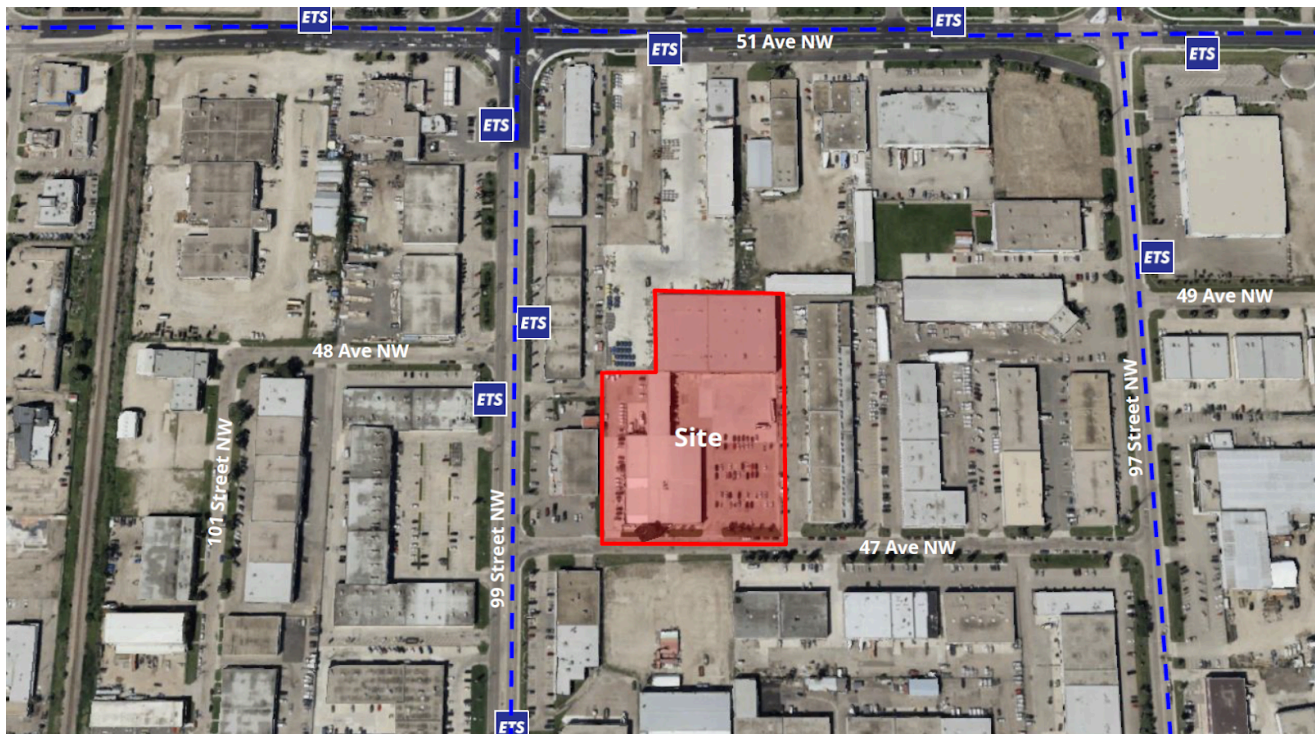 ETS
ETS
51 Ave NW
ETS
ETS
ETS
ETS
49 Ave NW
ETS
48 Ave NW
ETS
Site
97 Street NW
101 Street NW
47 Ave NW
99 Street NW
ETS